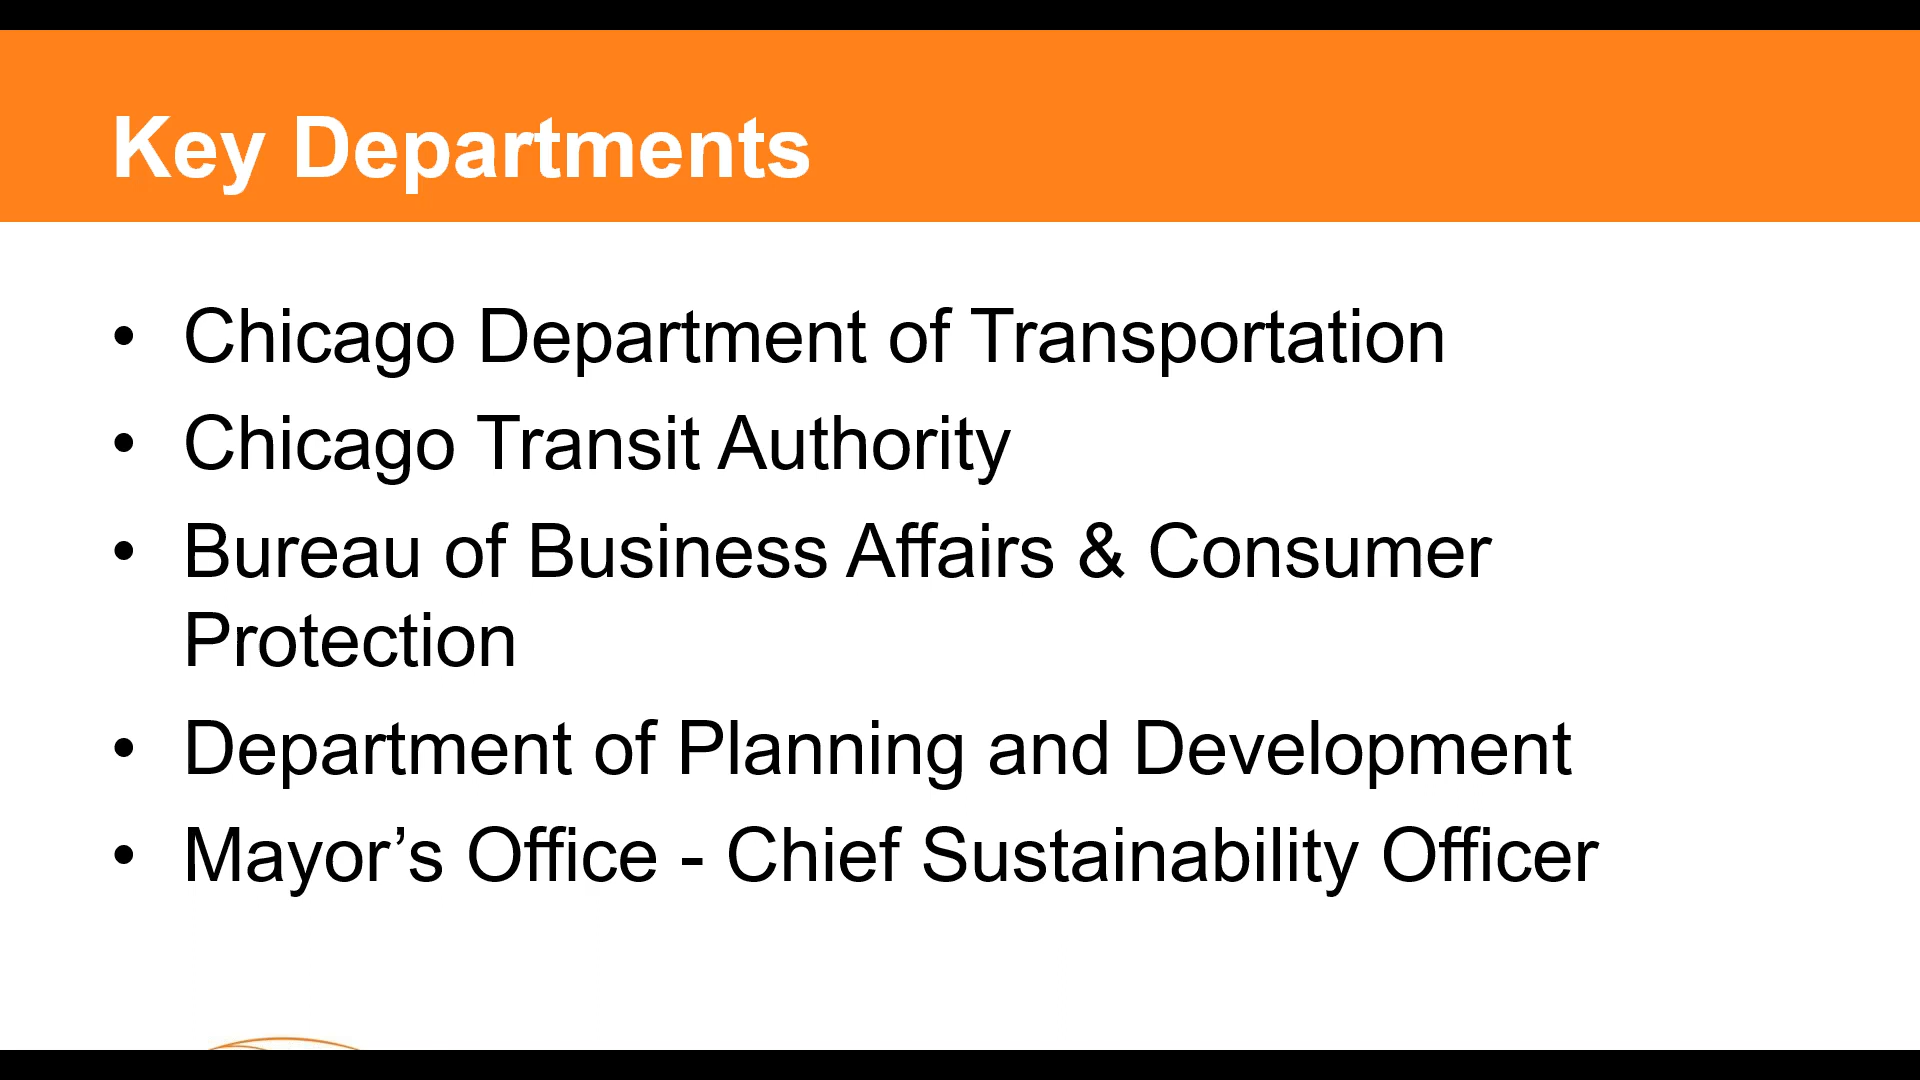 Key Departments
• Chicago Department of Transportation
• Chicago Transit Authority
• Bureau of Business Affairs & Consumer
Protection
• Department of Planning and Development
• Mayor’s Office - Chief Sustainability Officer